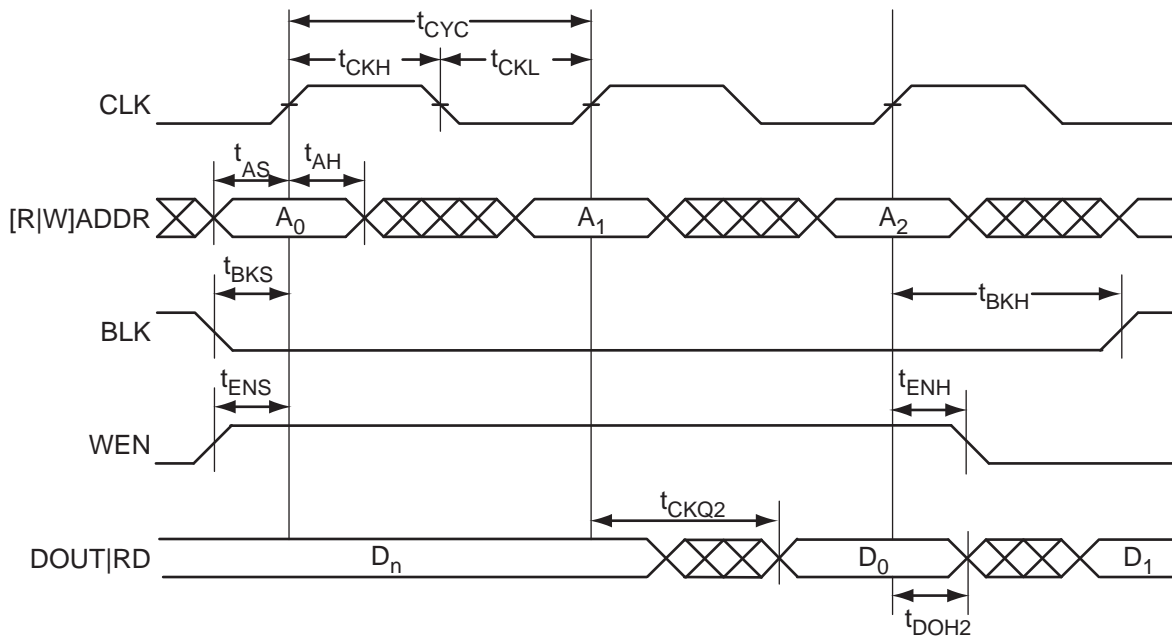 tCYC
tCKH tCKL
CLK
tAS tAH
[R|W]ADDR A0 A1 A2
tBKS tBKH
BLK
tENS tENH
WEN
tCKQ2
DOUT|RD Dn D0 D1
tDOH2